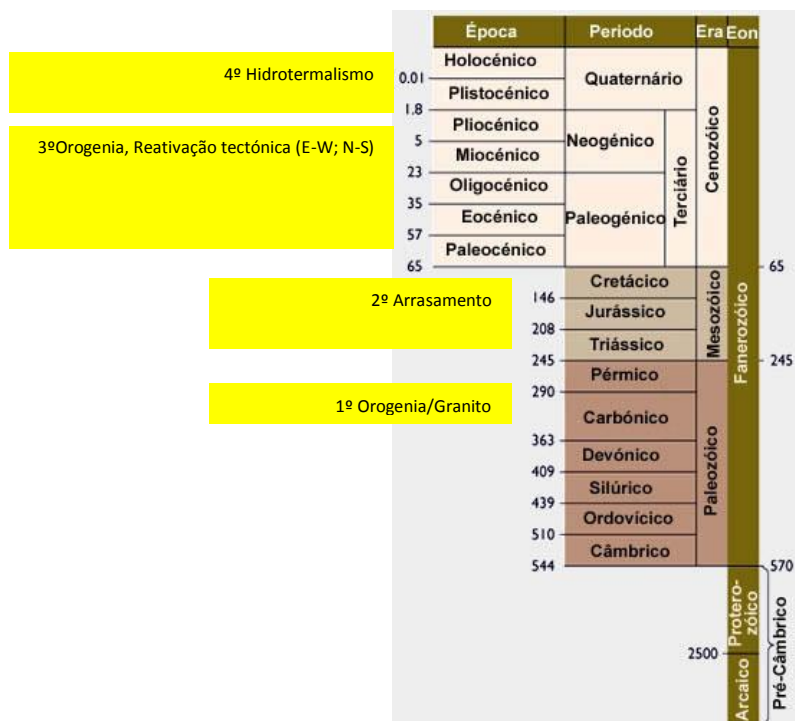 Época Periodo Era Eon
Holocénico
4º Hidrotermalismo
0.01
Quaternário
Plistocénico
1.8
Pliocénico
3ºOrogenia, Reativação tectónica (E-W; N-S)
5
Neogénico
Miocénico
23
Oligocénico
35
Eocénico
Paleogénico
57
Paleocénico
Terciário
Cenozóico
65
65
Cretácico
2º Arrasamento
146
Jurássico
208
Triássico
Mesozóico
245
245
Pérmico
290
1º Orogenia/Granito
Carbónico
363
Devónico
409
Silúrico
439
Ordovícico
510
Câmbrico
Paleozóico
Fanerozóico
544
570
Protero-
zóico
2500
Arcaico
Pré-Câmbrico